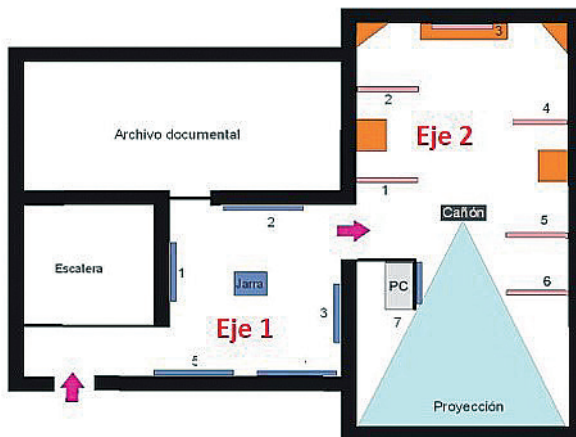 3
2
4
Archivo documental
Eje 2
1
Cañón
2
5
Escalera
1
Jarra
PC
6
3
7
Eje 1
5
Proyección